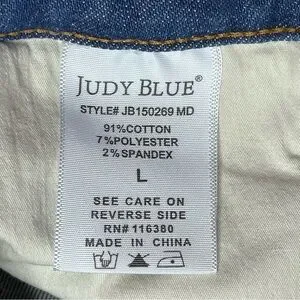 JUDY BLUE®
STYLE# JB150269 MD
91%COTTON
7%POLYESTER
2%SPANDEX
L
SEE CARE ON
REVERSE SIDE
RN# 116380
MADE IN CHINA